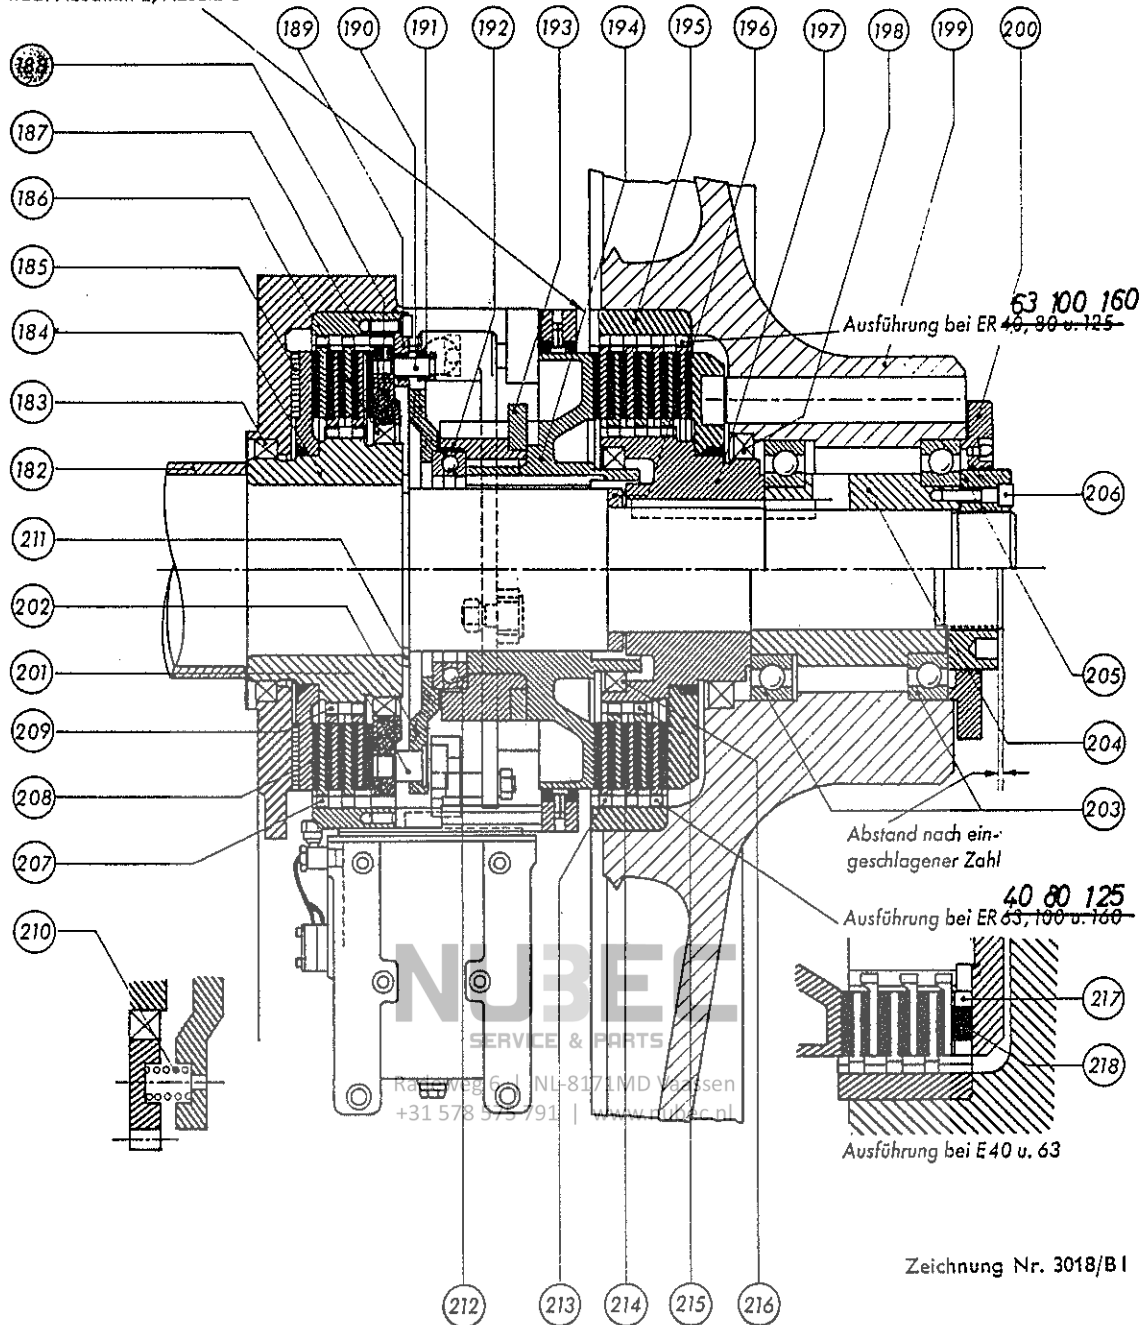 189 190 191 192 193 194 195 196 197 198 199 200
188
187
186
185
184
183
182
211
202
201
209
208
207
210
63 100 160
Ausführung bei ER 40, 80 u. 125
206
205
204
203
Abstand nach ein-
geschlagener Zahl
40 80 125
Ausführung bei ER 63, 100 u. 160
217
218
Ausführung bei E 40 u. 63
NUBEC
SERVICE & PARTS
NL-8171MD Vaassen
+31 578 575 791 | www.nubec.nl
Zeichnung Nr. 3018/B I
212 213 214 215 216